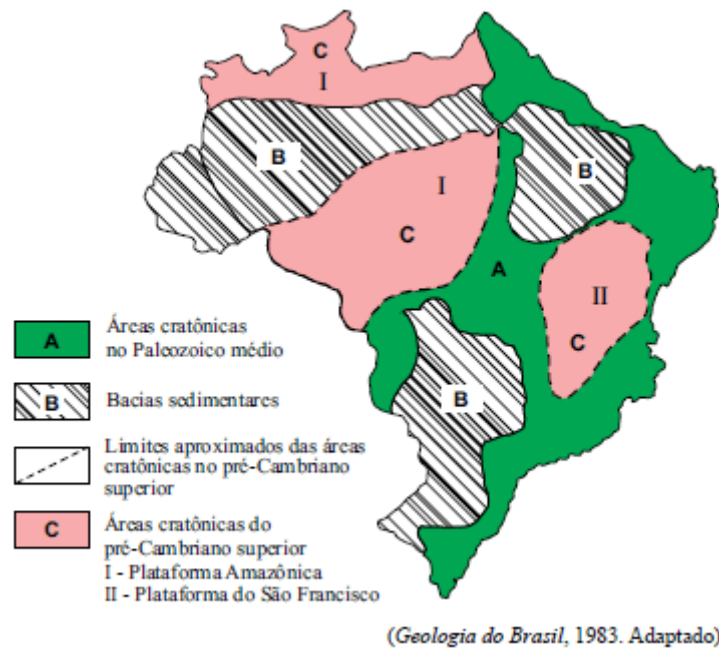 C
I
B
B
I
C
A
II
C
B
A
Áreas cratônicas
no Paleozoico médio
B
Bacias sedimentares
Limites aproximados das áreas
cratônicas no pré-Cambriano
superior
C
Áreas cratônicas do
pré-Cambriano superior
I - Plataforma Amazônica
II - Plataforma do São Francisco
(Geologia do Brasil, 1983. Adaptado)